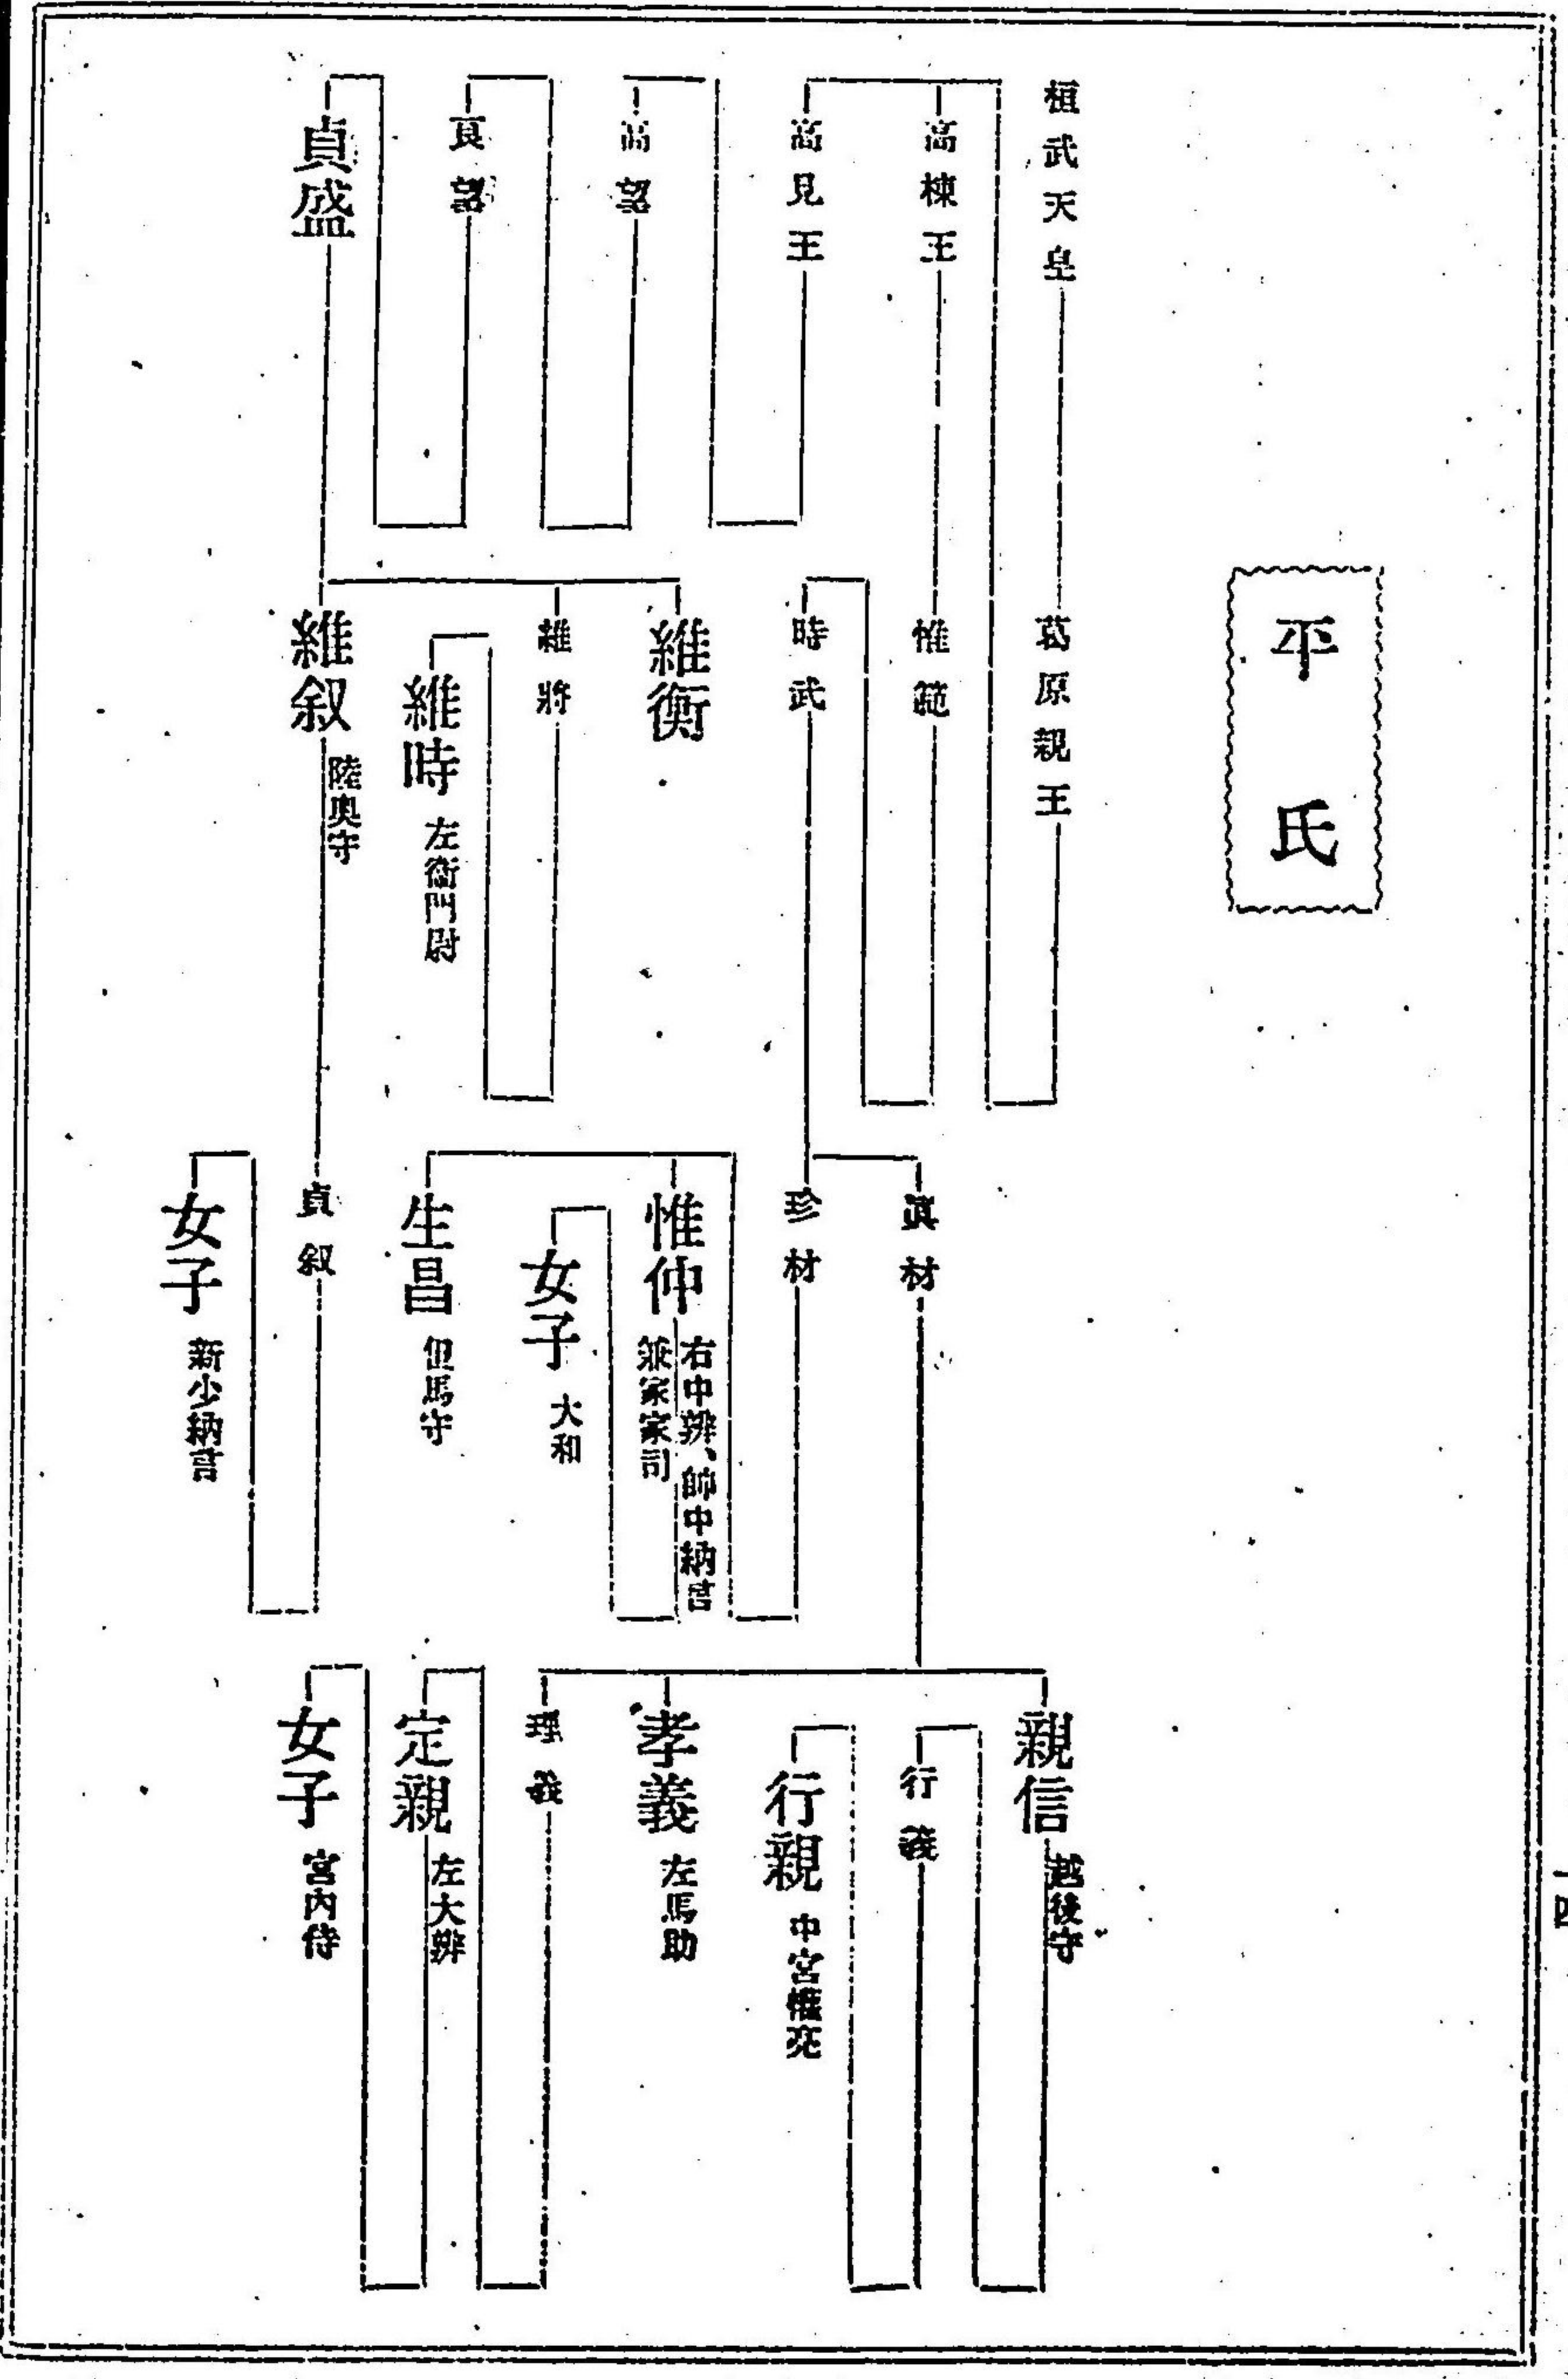 平氏
桓武天皇
葛原親王
高棟王
惟範
時武
眞材
親信 越後守
行義
行親 中宮権亮
孝義 左馬助
理義
定親 左大辨
女子 宮内侍
珍材
惟仲 右中辨、帥中納言
兼家家司
女子 大和
生昌 但馬守
高見王
高望
良望
貞盛
維衡
維將
維時 左衞門尉
維叙 陸奥守
貞叙
女子 新少納言
一四